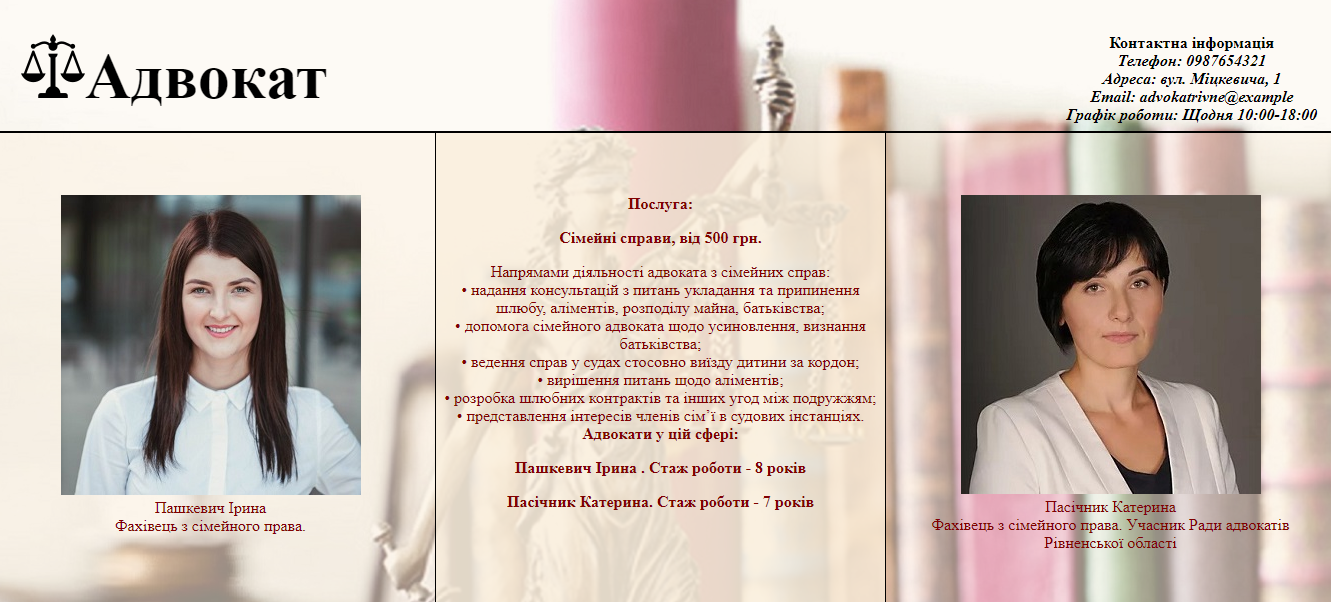 Адвокат
Контактна інформація
Телефон: 0987654321
Адреса: вул. Міцкевича, 1
Email: advokatrivne@example
Графік роботи: Щодня 10:00-18:00
Пашкевич Ірина
Фахівець з сімейного права.
Послуга:
Сімейні справи, від 500 грн.
Напрямами діяльності адвоката з сімейних справ:
• надання консультацій з питань укладання та припинення
шлюбу, аліментів, розподілу майна, батьківства;
• допомога сімейного адвоката щодо усиновлення, визнання
батьківства;
• ведення справ у судах стосовно виїзду дитини за кордон;
• вирішення питань щодо аліментів;
• розробка шлюбних контрактів та інших угод між подружжям;
• представлення інтересів членів сім’ї в судових інстанціях.
Адвокати у цій сфері:
Пашкевич Ірина . Стаж роботи - 8 років
Пасічник Катерина. Стаж роботи - 7 років
Пасічник Катерина
Фахівець з сімейного права. Учасник Ради адвокатів
Рівненської області